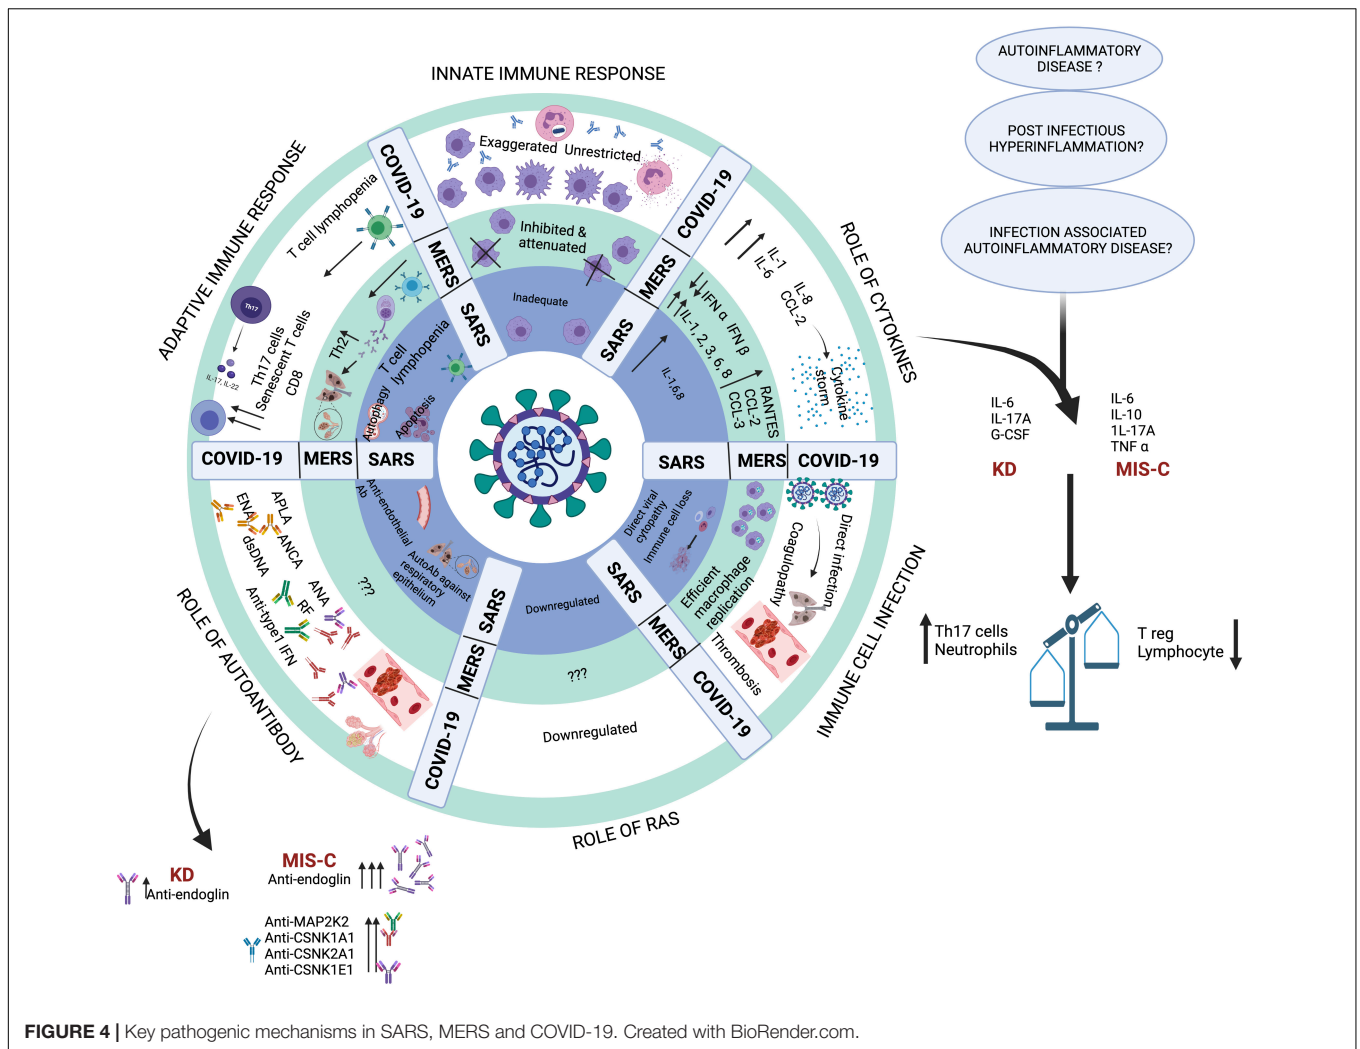 AUTOINFLAMMATORY
DISEASE ?
POST INFECTIOUS
HYPERINFLAMMATION?
INFECTION ASSOCIATED
AUTOINFLAMMATORY DISEASE?
INNATE IMMUNE RESPONSE
COVID-19
MERS
SARS
Exaggerated Unrestricted
Inhibited &
attenuated
Inadequate
ROLE OF CYTOKINES
COVID-19
MERS
SARS
IL-1
IL-6
IL-8
CCL-2
Cytokine
storm
IFN α IFN β
IL-1, 2, 3, 6, 8
RANTES
CCL-2
CCL-3
IL-1,6,8
SARS
MERS
COVID-19
IMMUNE CELL INFECTION
Direct viral
cytopathy
Immune cell loss
Efficient
macrophage
replication
Direct infection
Coagulopathy
Thrombosis
SARS
MERS
COVID-19
ROLE OF RAS
Downregulated
???
Downregulated
SARS
MERS
COVID-19
ROLE OF AUTOANTIBODY
Anti-endothelial
Ab
AutoAb against
respiratory
epithelium
???
APLA
ENA
ANCA
dsDNA
ANA
RF
Anti-type1 IFN
COVID-19
MERS
SARS
ADAPTIVE IMMUNE RESPONSE
T cell lymphopenia
Th17
IL-17, IL-22
Th17 cells
Senescent T cells
CD8
Th2
T cell
lymphopenia
Autophagy
Apoptosis
IL-6
IL-17A
G-CSF
KD
IL-6
IL-10
1L-17A
TNF α
MIS-C
Th17 cells
Neutrophils
T reg
Lymphocyte
KD
Anti-endoglin
MIS-C
Anti-endoglin
Anti-MAP2K2
Anti-CSNK1A1
Anti-CSNK2A1
Anti-CSNK1E1
FIGURE 4 | Key pathogenic mechanisms in SARS, MERS and COVID-19. Created with BioRender.com.